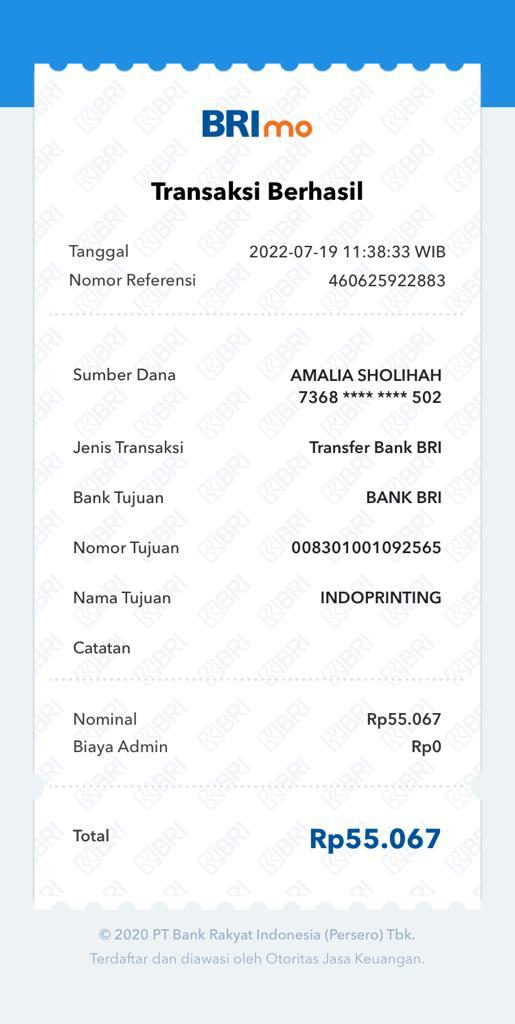 BRImo
Transaksi Berhasil
Tanggal 2022-07-19 11:38:33 WIB
Nomor Referensi 460625922883
Sumber Dana AMALIA SHOLIHAH
7368 **** **** 502
Jenis Transaksi Transfer Bank BRI
Bank Tujuan BANK BRI
Nomor Tujuan 008301001092565
Nama Tujuan INDOPRINTING
Catatan
Nominal Rp55.067
Biaya Admin Rp0
Total Rp55.067
© 2020 PT Bank Rakyat Indonesia (Persero) Tbk.
Terdaftar dan diawasi oleh Otoritas Jasa Keuangan.